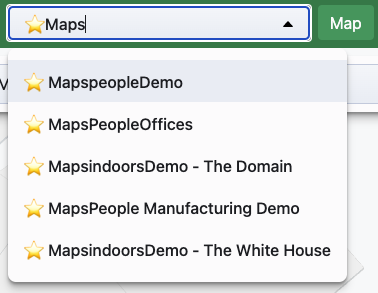 ⭐Maps
Map
M
⭐ MapspeopleDemo
⭐ MapsPeopleOffices
⭐ MapsindoorsDemo - The Domain
⭐ MapsPeople Manufacturing Demo
⭐ MapsindoorsDemo - The White House